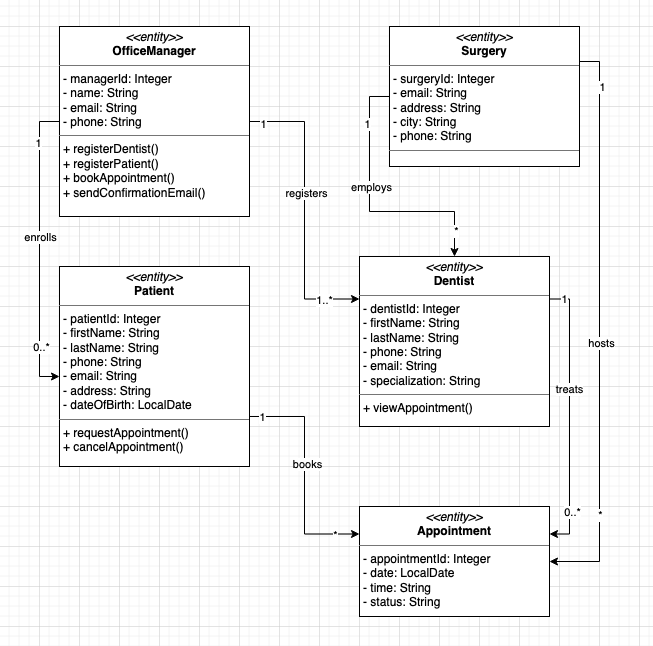 <<entity>>
OfficeManager
- managerId: Integer
- name: String
- email: String
- phone: String
+ registerDentist()
+ registerPatient()
+ bookAppointment()
+ sendConfirmationEmail()
<<entity>>
Surgery
- surgeryId: Integer
- email: String
- address: String
- city: String
- phone: String
1
1
registers
1..*
1
employs
*
1
hosts
*
enrolls
0..*
<<entity>>
Patient
- patientId: Integer
- firstName: String
- lastName: String
- phone: String
- email: String
- address: String
- dateOfBirth: LocalDate
+ requestAppointment()
+ cancelAppointment()
<<entity>>
Dentist
- dentistId: Integer
- firstName: String
- lastName: String
- phone: String
- email: String
- specialization: String
+ viewAppointment()
1
treats
0..*
1
books
*
<<entity>>
Appointment
- appointmentId: Integer
- date: LocalDate
- time: String
- status: String